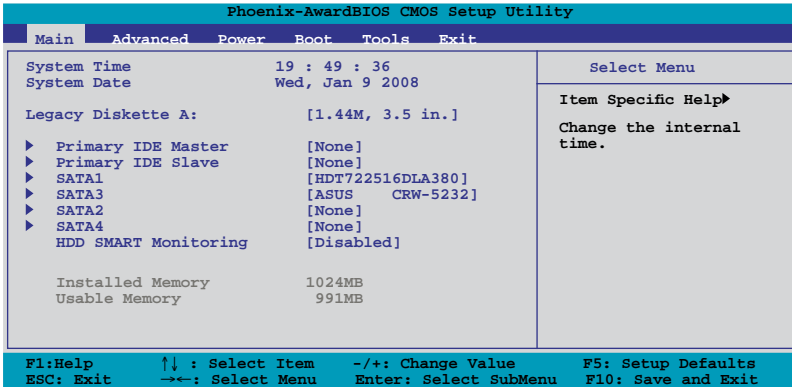 Phoenix-AwardBIOS CMOS Setup Utility
Main Advanced Power Boot Tools Exit
System Time 19 : 49 : 36
System Date Wed, Jan 9 2008
Legacy Diskette A: [1.44M, 3.5 in.]
Primary IDE Master [None]
Primary IDE Slave [None]
SATA1 [HDT722516DLA380]
SATA3 [ASUS CRW-5232]
SATA2 [None]
SATA4 [None]
HDD SMART Monitoring [Disabled]
Installed Memory 1024MB
Usable Memory 991MB
Select Menu
Item Specific Help
Change the internal
time.
F1:Help ↑↓ : Select Item -/+: Change Value F5: Setup Defaults
ESC: Exit →←: Select Menu Enter: Select SubMenu F10: Save and Exit